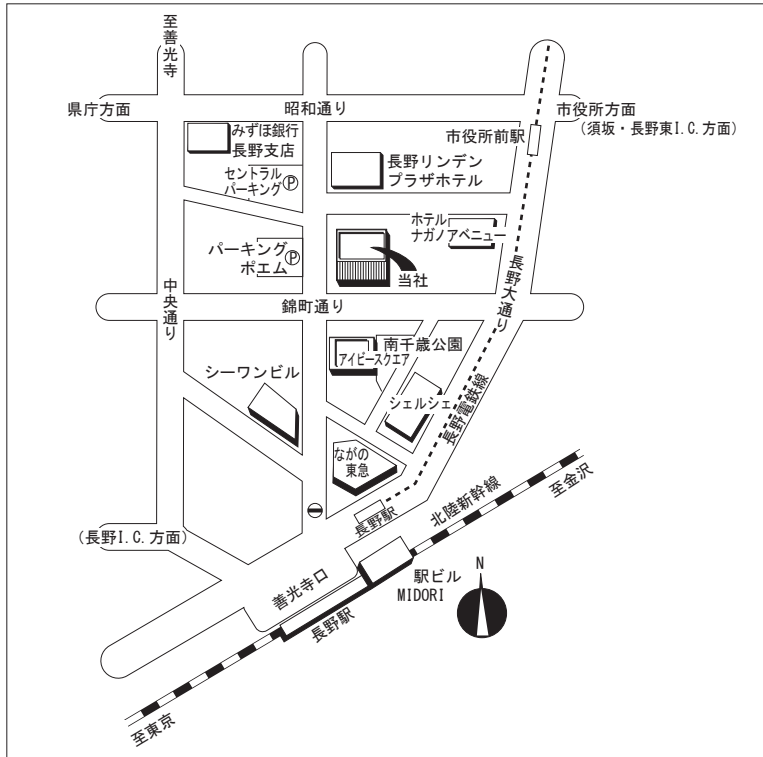 至善光寺
県庁方面
昭和通り
市役所方面
(須坂・長野東I.C.方面)
みずほ銀行
長野支店
市役所前駅
長野リンデン
プラザホテル
セントラル
パーキング
P
ホテル
ナガノアベニュー
パーキング
ポエム
P
当社
長野大通り
中央通り
錦町通り
南千歳公園
アイビースクエア
シーワンビル
シェルシェ
長野電鉄線
ながの
東急
長野駅
北陸新幹線
至金沢
(長野I.C.方面)
善光寺口
駅ビル
MIDORI
N
長野駅
至東京